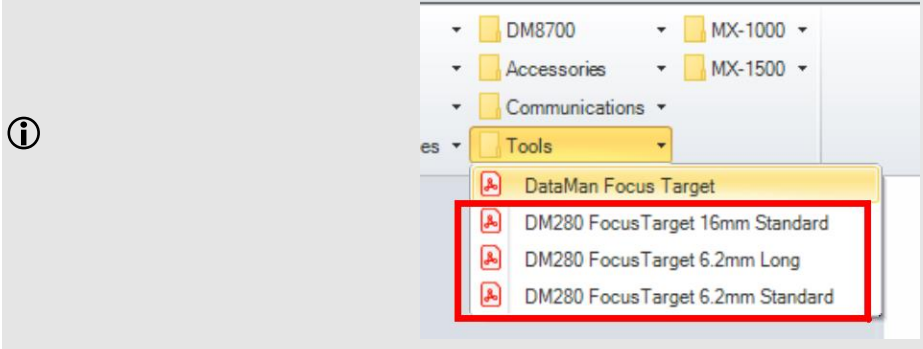 DM8700 MX-1000
Accessories MX-1500
Communications
es Tools
DataMan Focus Target
DM280 FocusTarget 16mm Standard
DM280 FocusTarget 6.2mm Long
DM280 FocusTarget 6.2mm Standard